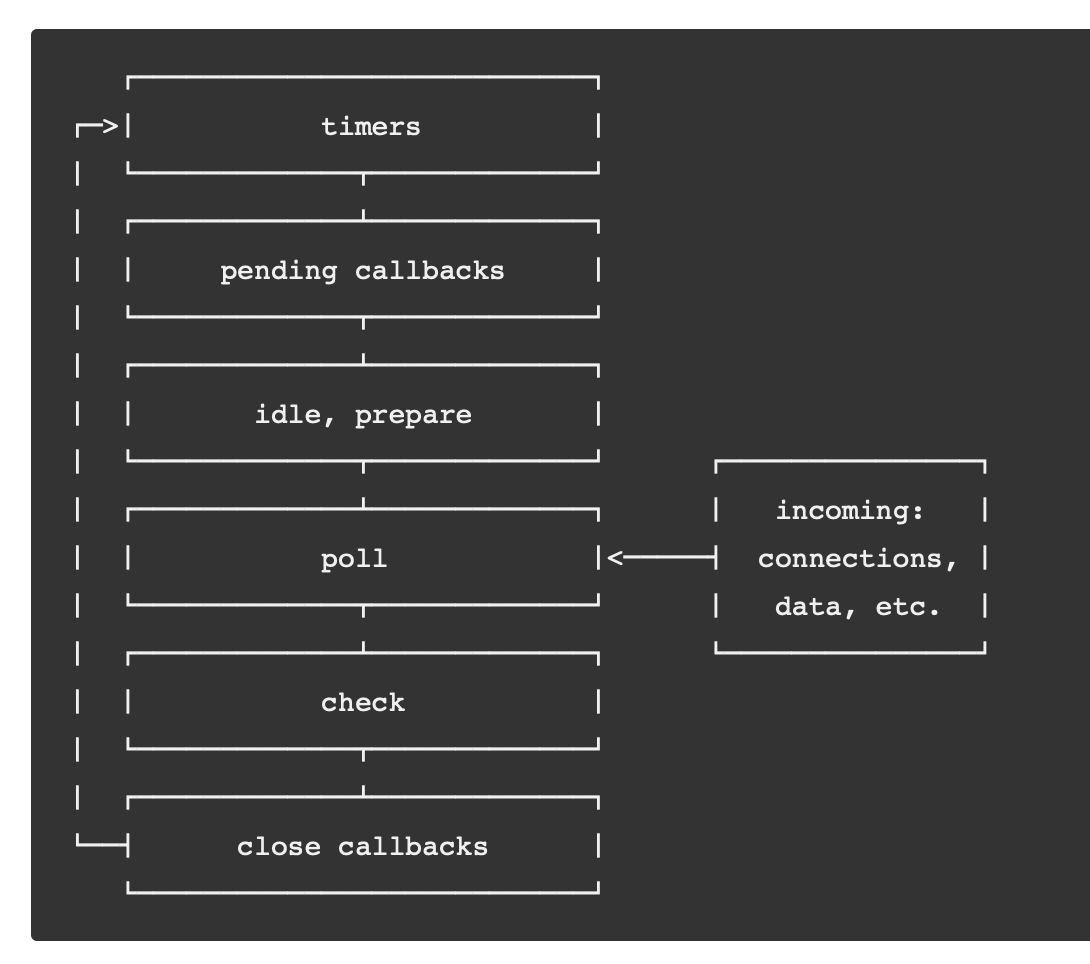 timers
pending callbacks
idle, prepare
poll
incoming:
connections,
data, etc.
check
close callbacks